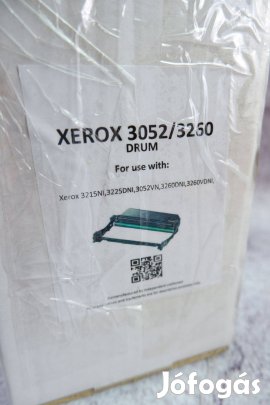 XEROX 3052/3260
DRUM
For use with:
Xerox 3215NI,3225DNI,3052VN,3260DNI,3260VDNI
Jófogás